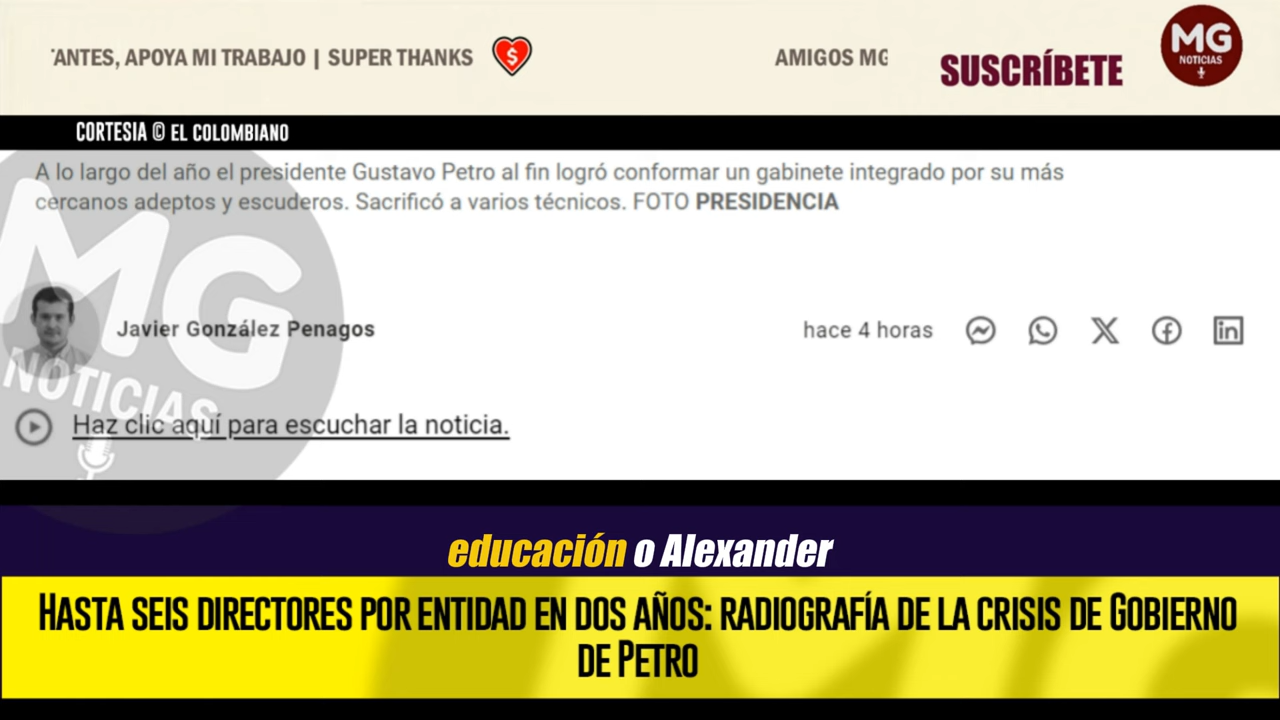 'ANTES, APOYA MI TRABAJO | SUPER THANKS
$
AMIGOS MG
SUSCRÍBETE
MG
NOTICIAS
CORTESIA © EL COLOMBIANO
A lo largo del año el presidente Gustavo Petro al fin logró conformar un gabinete integrado por su más
cercanos adeptos y escuderos. Sacrificó a varios técnicos. FOTO PRESIDENCIA
MG
NOTICIAS
Javier González Penagos
hace 4 horas
Haz clic aquí para escuchar la noticia.
educación o Alexander
HASTA SEIS DIRECTORES POR ENTIDAD EN DOS AÑOS: RADIOGRAFÍA DE LA CRISIS DE GOBIERNO
DE PETRO